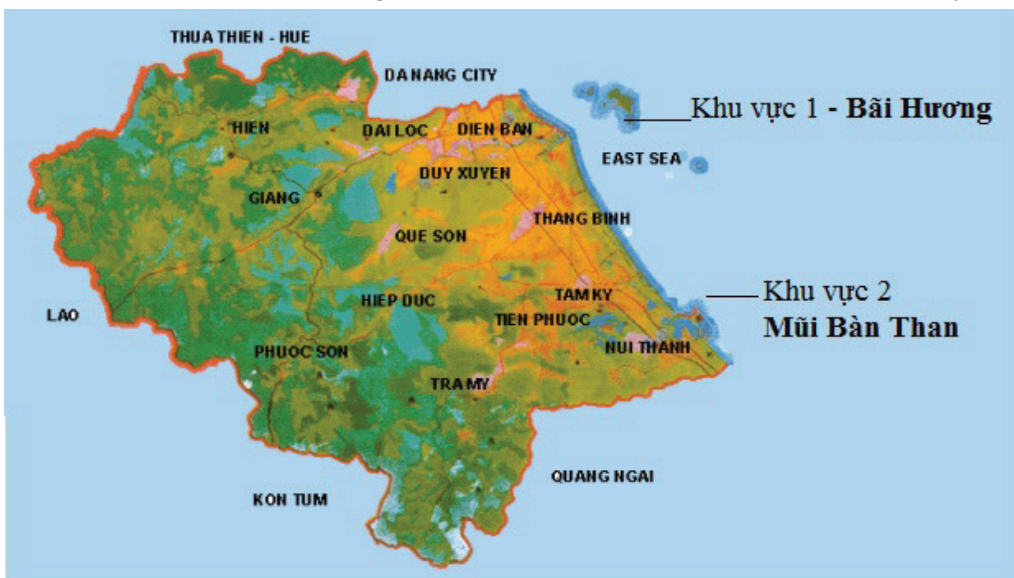 THUA THIEN - HUE
DA NANG CITY
Khu vực 1 - Bãi Hương
HIEN
DAI LOC
DIEN BAN
EAST SEA
DUY XUYEN
GIANG
THANG BINH
QUE SON
Khu vực 2
Mũi Bàn Than
HIEP DUC
TAM KY
LAO
TIEN PHUOC
NUI THANH
PHUOC SON
TRA MY
QUANG NGAI
KON TUM